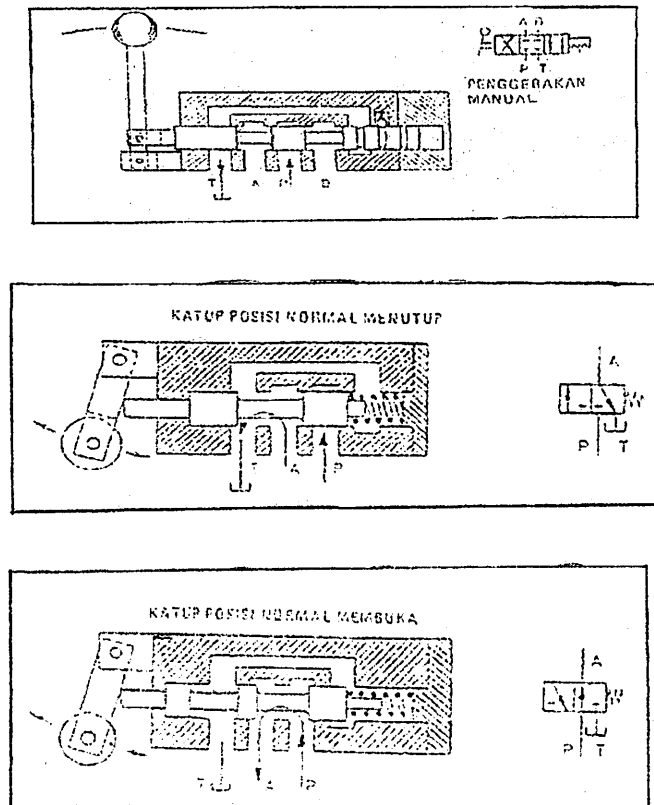 A B
P T
PENGGERAKAN
MANUAL
T A P B
KATUP POSISI NORMAL MENUTUP
A
P T
T A P
KATUP POSISI NORMAL MEMBUKA
A
P T
T A P